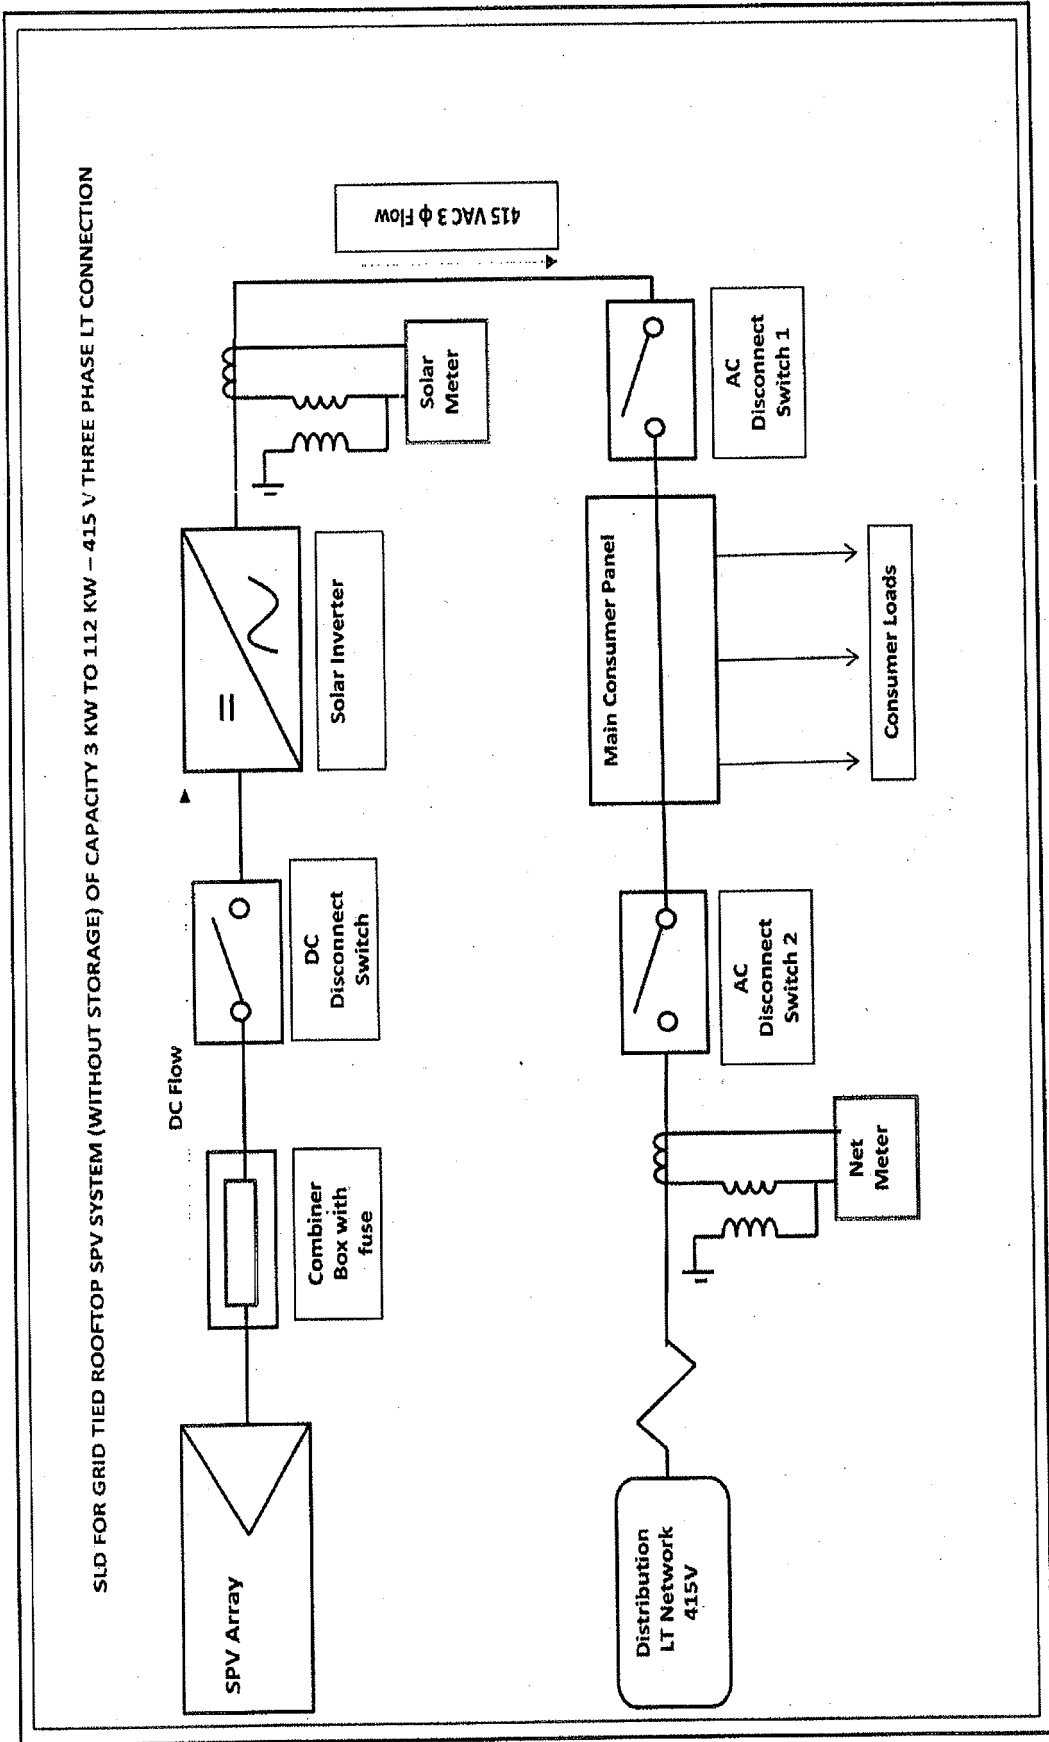 SLD FOR GRID TIED ROOFTOP SPV SYSTEM (WITHOUT STORAGE) OF CAPACITY 3 KW TO 112 KW – 415 V THREE PHASE LT CONNECTION
SPV Array
Combiner
Box with
fuse
DC Flow
DC
Disconnect
Switch
Solar Inverter
Solar
Meter
415 VAC 3 ф Flow
AC
Disconnect
Switch 1
Main Consumer Panel
Consumer Loads
AC
Disconnect
Switch 2
Net
Meter
Distribution
LT Network
415V